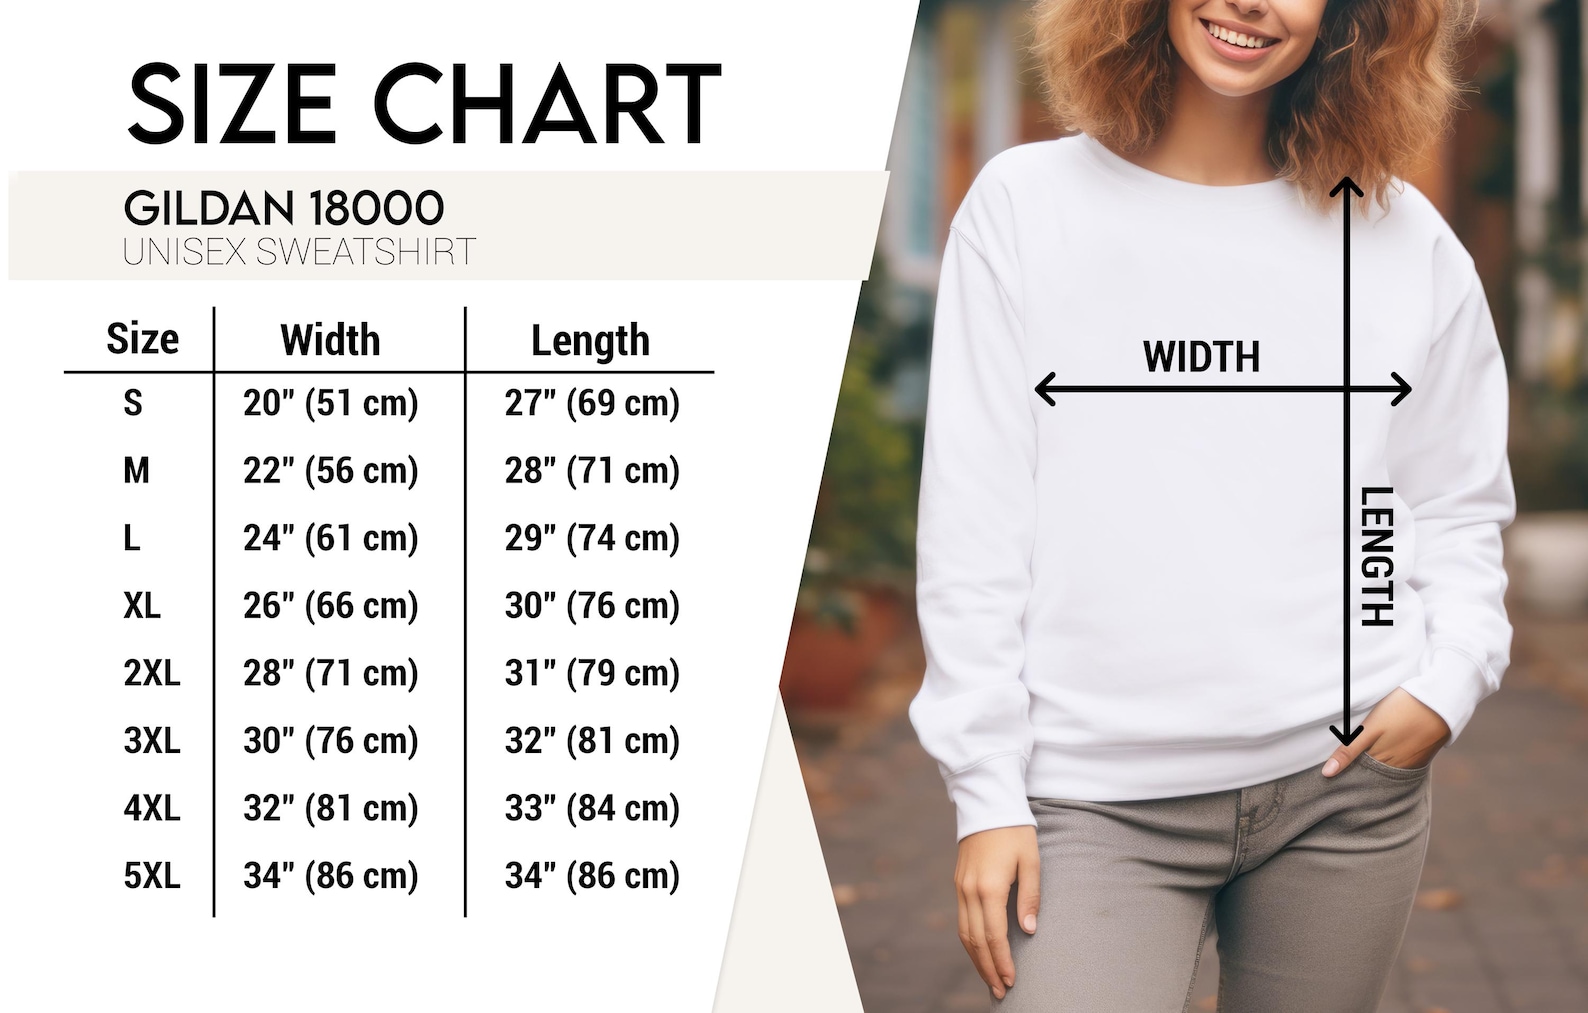 SIZE CHART
GILDAN 18000
UNISEX SWEATSHIRT
Size Width Length
S 20" (51 cm) 27" (69 cm)
M 22" (56 cm) 28" (71 cm)
L 24" (61 cm) 29" (74 cm)
XL 26" (66 cm) 30" (76 cm)
2XL 28" (71 cm) 31" (79 cm)
3XL 30" (76 cm) 32" (81 cm)
4XL 32" (81 cm) 33" (84 cm)
5XL 34" (86 cm) 34" (86 cm)
WIDTH
LENGTH